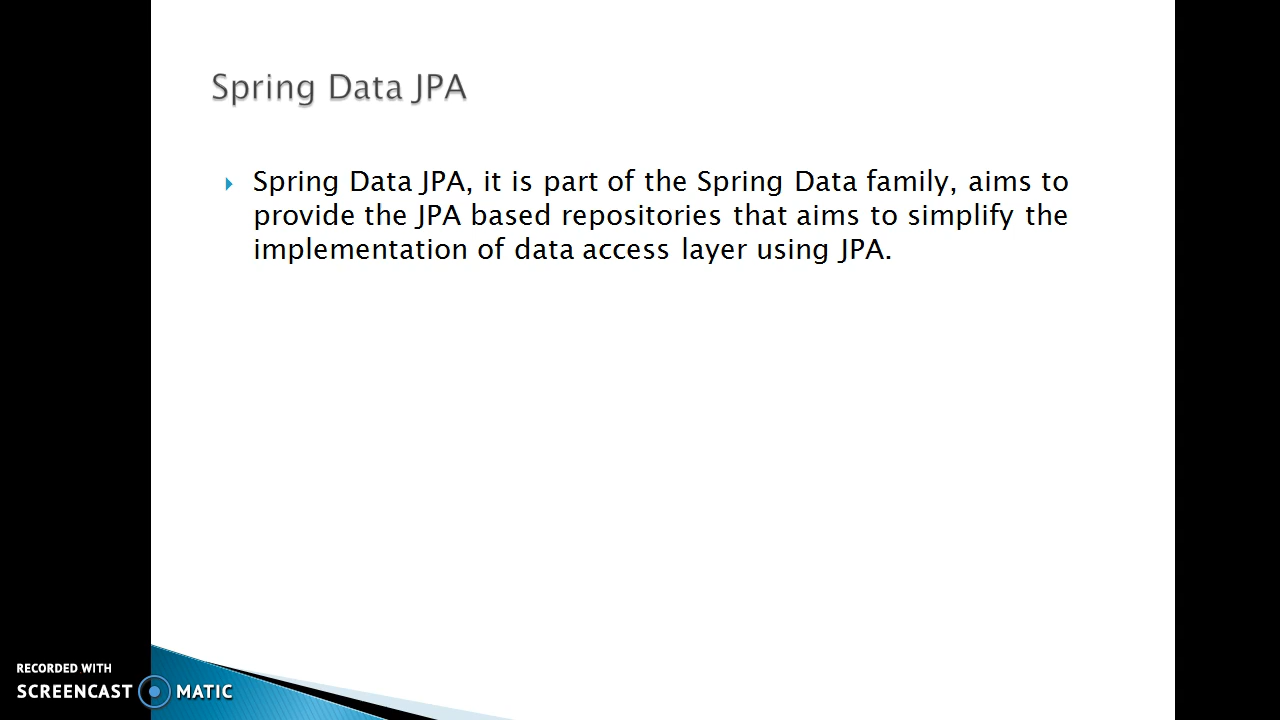 Spring Data JPA
Spring Data JPA, it is part of the Spring Data family, aims to
provide the JPA based repositories that aims to simplify the
implementation of data access layer using JPA.
RECORDED WITH
SCREENCAST MATIC